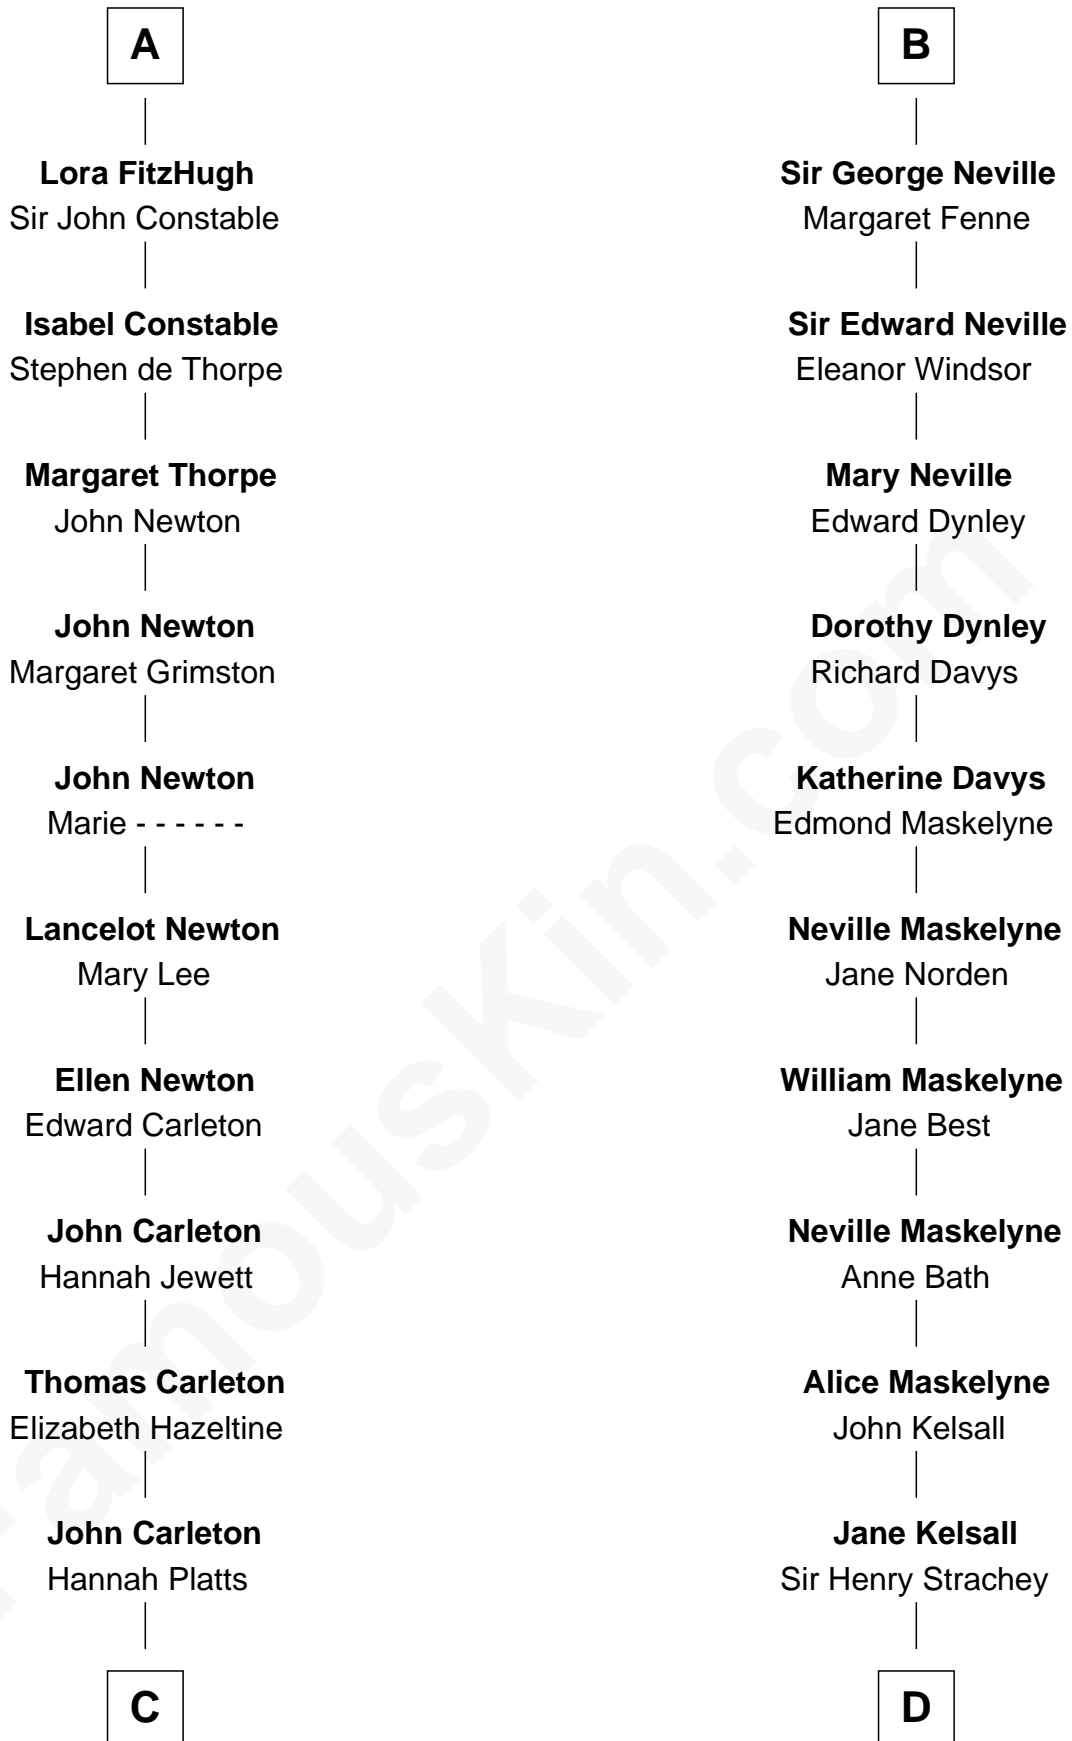 A
Lora FitzHugh
Sir John Constable
Isabel Constable
Stephen de Thorpe
Margaret Thorpe
John Newton
John Newton
Margaret Grimston
John Newton
Marie - - - - - -
Lancelot Newton
Mary Lee
Ellen Newton
Edward Carleton
John Carleton
Hannah Jewett
Thomas Carleton
Elizabeth Hazeltine
John Carleton
Hannah Platts
C
B
Sir George Neville
Margaret Fenne
Sir Edward Neville
Eleanor Windsor
Mary Neville
Edward Dynley
Dorothy Dynley
Richard Davys
Katherine Davys
Edmond Maskelyne
Neville Maskelyne
Jane Norden
William Maskelyne
Jane Best
Neville Maskelyne
Anne Bath
Alice Maskelyne
John Kelsall
Jane Kelsall
Sir Henry Strachey
D
FamousKin.com